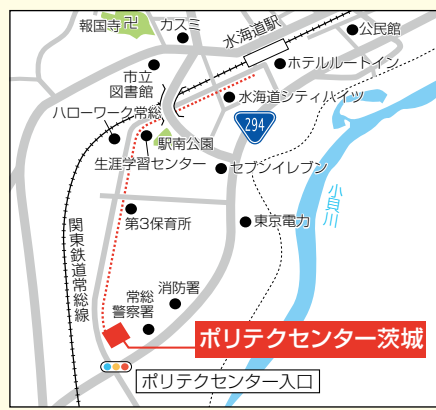 報国寺
カスミ
水海道駅
公民館
ホテルルートイン
市立
図書館
水海道シティハイツ
ハローワーク常総
294
駅南公園
生涯学習センター
セブンイレブン
小貝川
第3保育所
東京電力
関東鉄道常総線
消防署
常総
警察署
ポリテクセンター茨城
ポリテクセンター入口